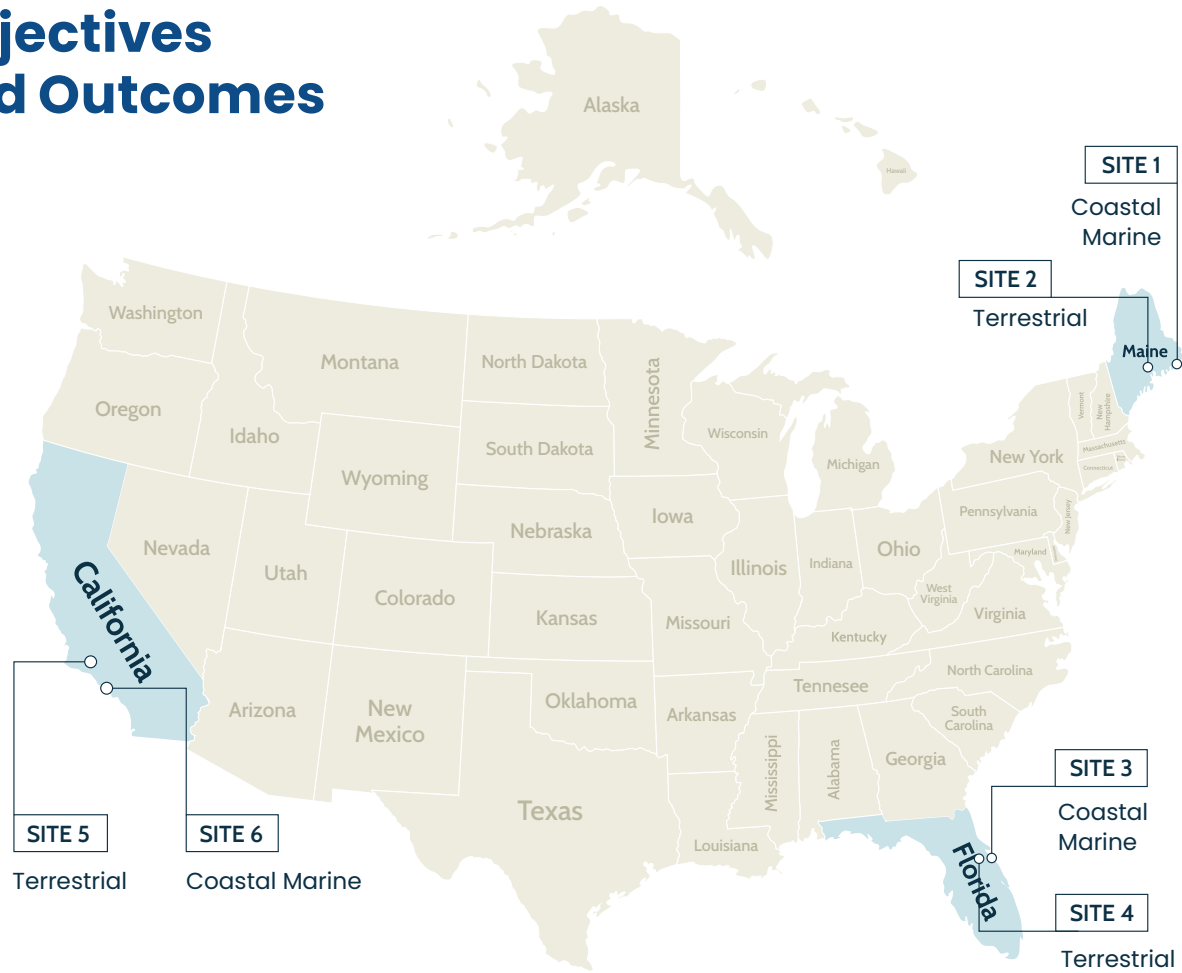 jectives
d Outcomes
Alaska
Hawaii
SITE 1
Coastal
Marine
SITE 2
Terrestrial
Maine
Washington
Montana
North Dakota
Minnesota
Oregon
Idaho
South Dakota
Wisconsin
Vermont
New
Hampshire
Wyoming
Michigan
New York
Massachusetts
Connecticut
Nebraska
Iowa
Pennsylvania
New Jersey
Nevada
Utah
Colorado
Illinois
Indiana
Ohio
Maryland
West
Virginia
Virginia
California
Kansas
Missouri
Kentucky
North Carolina
Arizona
New
Mexico
Oklahoma
Arkansas
Tennessee
South
Carolina
Texas
Mississippi
Alabama
Georgia
Louisiana
Florida
SITE 3
Coastal
Marine
SITE 4
Terrestrial
SITE 5
Terrestrial
SITE 6
Coastal Marine